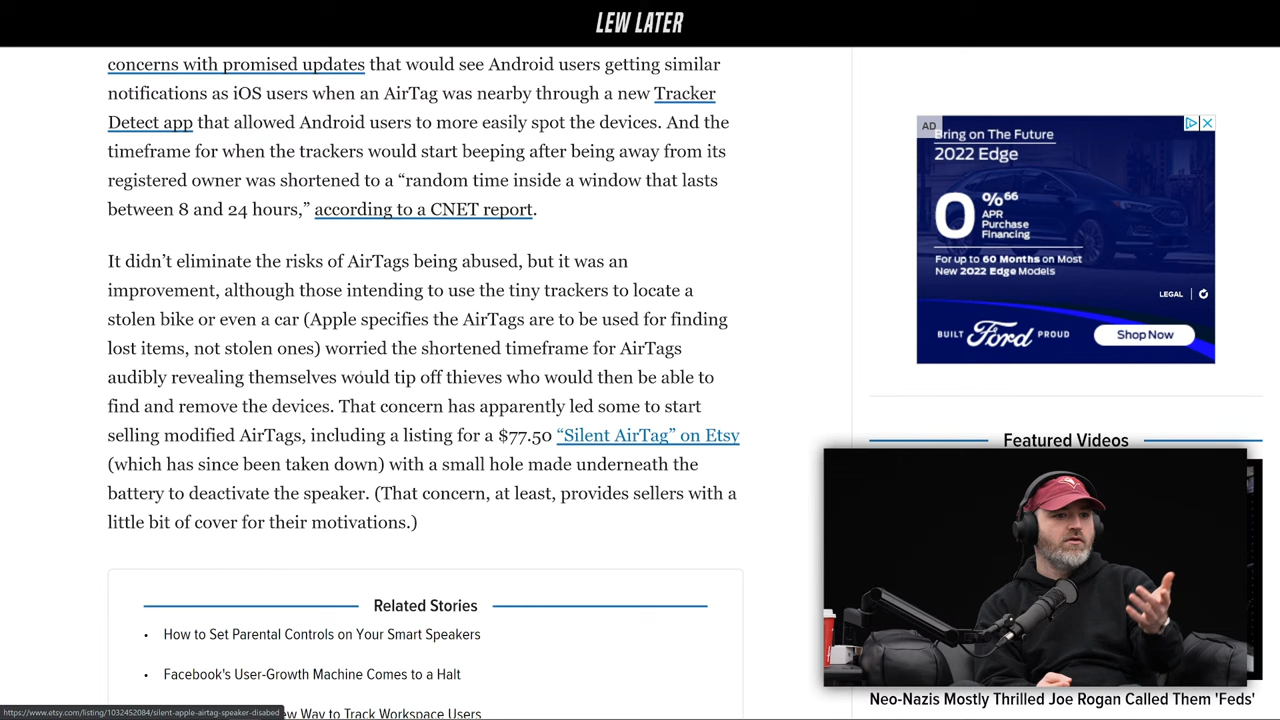 LEW LATER
concerns with promised updates that would see Android users getting similar
notifications as iOS users when an AirTag was nearby through a new Tracker
Detect app that allowed Android users to more easily spot the devices. And the
timeframe for when the trackers would start beeping after being away from its
registered owner was shortened to a “random time inside a window that lasts
between 8 and 24 hours,” according to a CNET report.
It didn’t eliminate the risks of AirTags being abused, but it was an
improvement, although those intending to use the tiny trackers to locate a
stolen bike or even a car (Apple specifies the AirTags are to be used for finding
lost items, not stolen ones) worried the shortened timeframe for AirTags
audibly revealing themselves would tip off thieves who would then be able to
find and remove the devices. That concern has apparently led some to start
selling modified AirTags, including a listing for a $77.50 “Silent AirTag” on Etsy
(which has since been taken down) with a small hole made underneath the
battery to deactivate the speaker. (That concern, at least, provides sellers with a
little bit of cover for their motivations.)
Related Stories
• How to Set Parental Controls on Your Smart Speakers
• Facebook's User-Growth Machine Comes to a Halt
ew Way to Track Workspace Users
https://www.etsy.com/listing/1032452084/silent-apple-airtag-speaker-disabed
AD
Bring on The Future
2022 Edge
0%66
APR
Purchase
Financing
For up to 60 Months on Most
New 2022 Edge Models
LEGAL
BUILT Ford PROUD
Shop Now
Featured Videos
Neo-Nazis Mostly Thrilled Joe Rogan Called Them 'Feds'